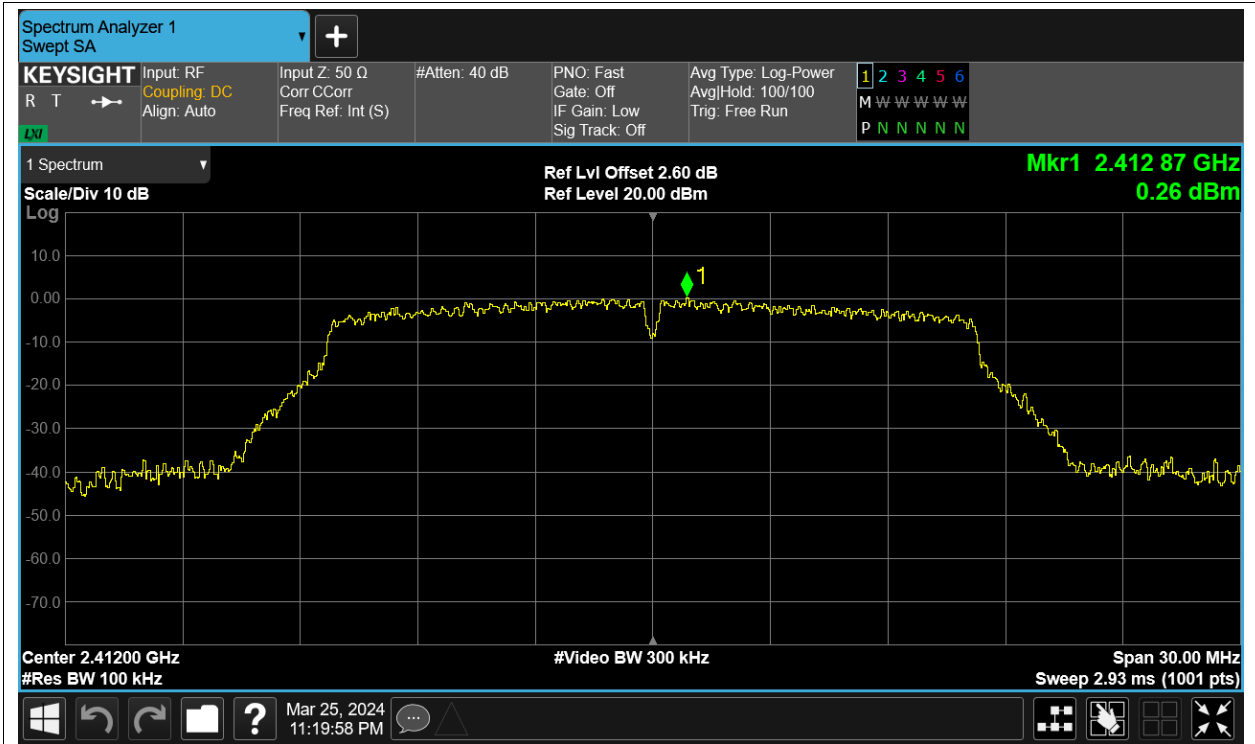 Spectrum Analyzer 1
Swept SA
KEYSIGHT
R T
LXI
Input: RF
Coupling: DC
Align: Auto
Input Z: 50 Ω
Corr CCorr
Freq Ref: Int (S)
#Atten: 40 dB
PNO: Fast
Gate: Off
IF Gain: Low
Sig Track: Off
Avg Type: Log-Power
Avg|Hold: 100/100
Trig: Free Run
1 2 3 4 5 6
M W W W W W
P N N N N N
1 Spectrum
Scale/Div 10 dB
Log
Ref Lvl Offset 2.60 dB
Ref Level 20.00 dBm
Mkr1 2.412 87 GHz
0.26 dBm
10.0
0.00
-10.0
-20.0
-30.0
-40.0
-50.0
-60.0
-70.0
1
Center 2.41200 GHz
#Res BW 100 kHz
#Video BW 300 kHz
Span 30.00 MHz
Sweep 2.93 ms (1001 pts)
?
Mar 25, 2024
11:19:58 PM